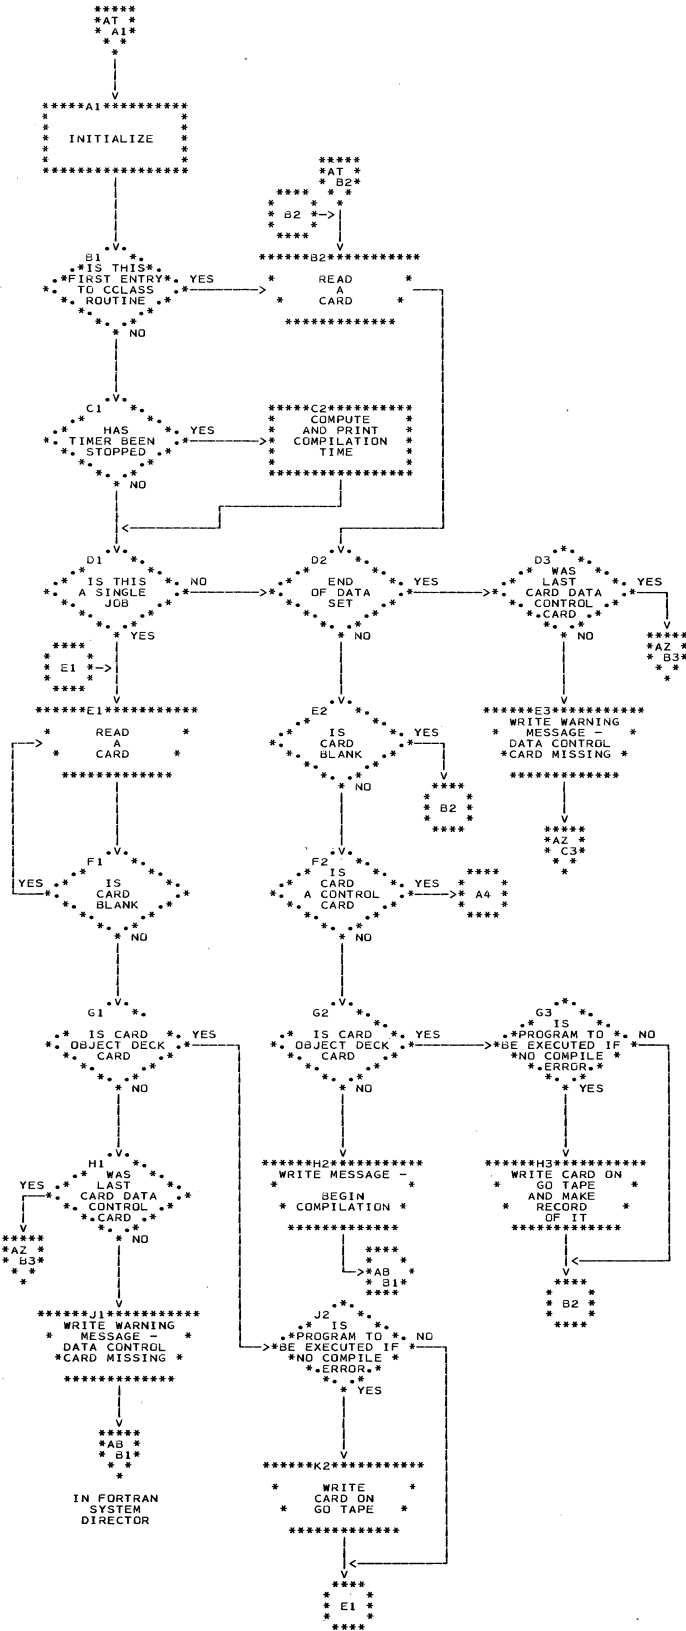 AT
A1
A1
INITIALIZE
AT
B2
B2
B1
IS THIS
FIRST ENTRY
TO CCLASS
ROUTINE
YES
NO
B2
READ
A
CARD
C1
HAS
TIMER BEEN
STOPPED
YES
NO
C2
COMPUTE
AND PRINT
COMPILATION
TIME
D1
IS THIS
A SINGLE
JOB
NO
YES
D2
END
OF DATA
SET
YES
NO
D3
WAS
LAST
CARD DATA
CONTROL
CARD
YES
NO
AZ
B3
E1
E1
READ
A
CARD
E2
IS
CARD
BLANK
YES
NO
B2
E3
WRITE WARNING
MESSAGE -
DATA CONTROL
CARD MISSING
AZ
C3
F1
IS
CARD
BLANK
YES
NO
F2
IS
CARD
A CONTROL
CARD
YES
NO
A4
G1
IS CARD
OBJECT DECK
CARD
YES
NO
G2
IS CARD
OBJECT DECK
CARD
YES
NO
G3
IS
PROGRAM TO
BE EXECUTED IF
NO COMPILE
ERROR
NO
YES
H1
WAS
LAST
CARD DATA
CONTROL
CARD
YES
NO
AZ
B3
H2
WRITE MESSAGE -
BEGIN
COMPILATION
AB
B1
H3
WRITE CARD ON
GO TAPE
AND MAKE
RECORD
OF IT
B2
J1
WRITE WARNING
MESSAGE -
DATA CONTROL
CARD MISSING
AB
B1
IN FORTRAN
SYSTEM
DIRECTOR
J2
IS
PROGRAM TO
BE EXECUTED IF
NO COMPILE
ERROR
NO
YES
K2
WRITE
CARD ON
GO TAPE
E1